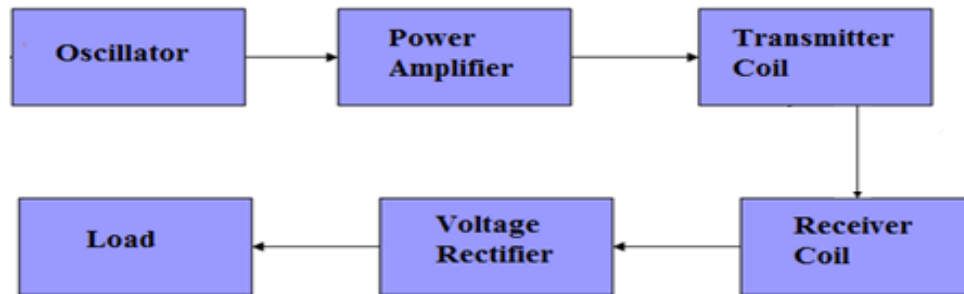 Oscillator
Power
Amplifier
Transmitter
Coil
Load
Voltage
Rectifier
Receiver
Coil